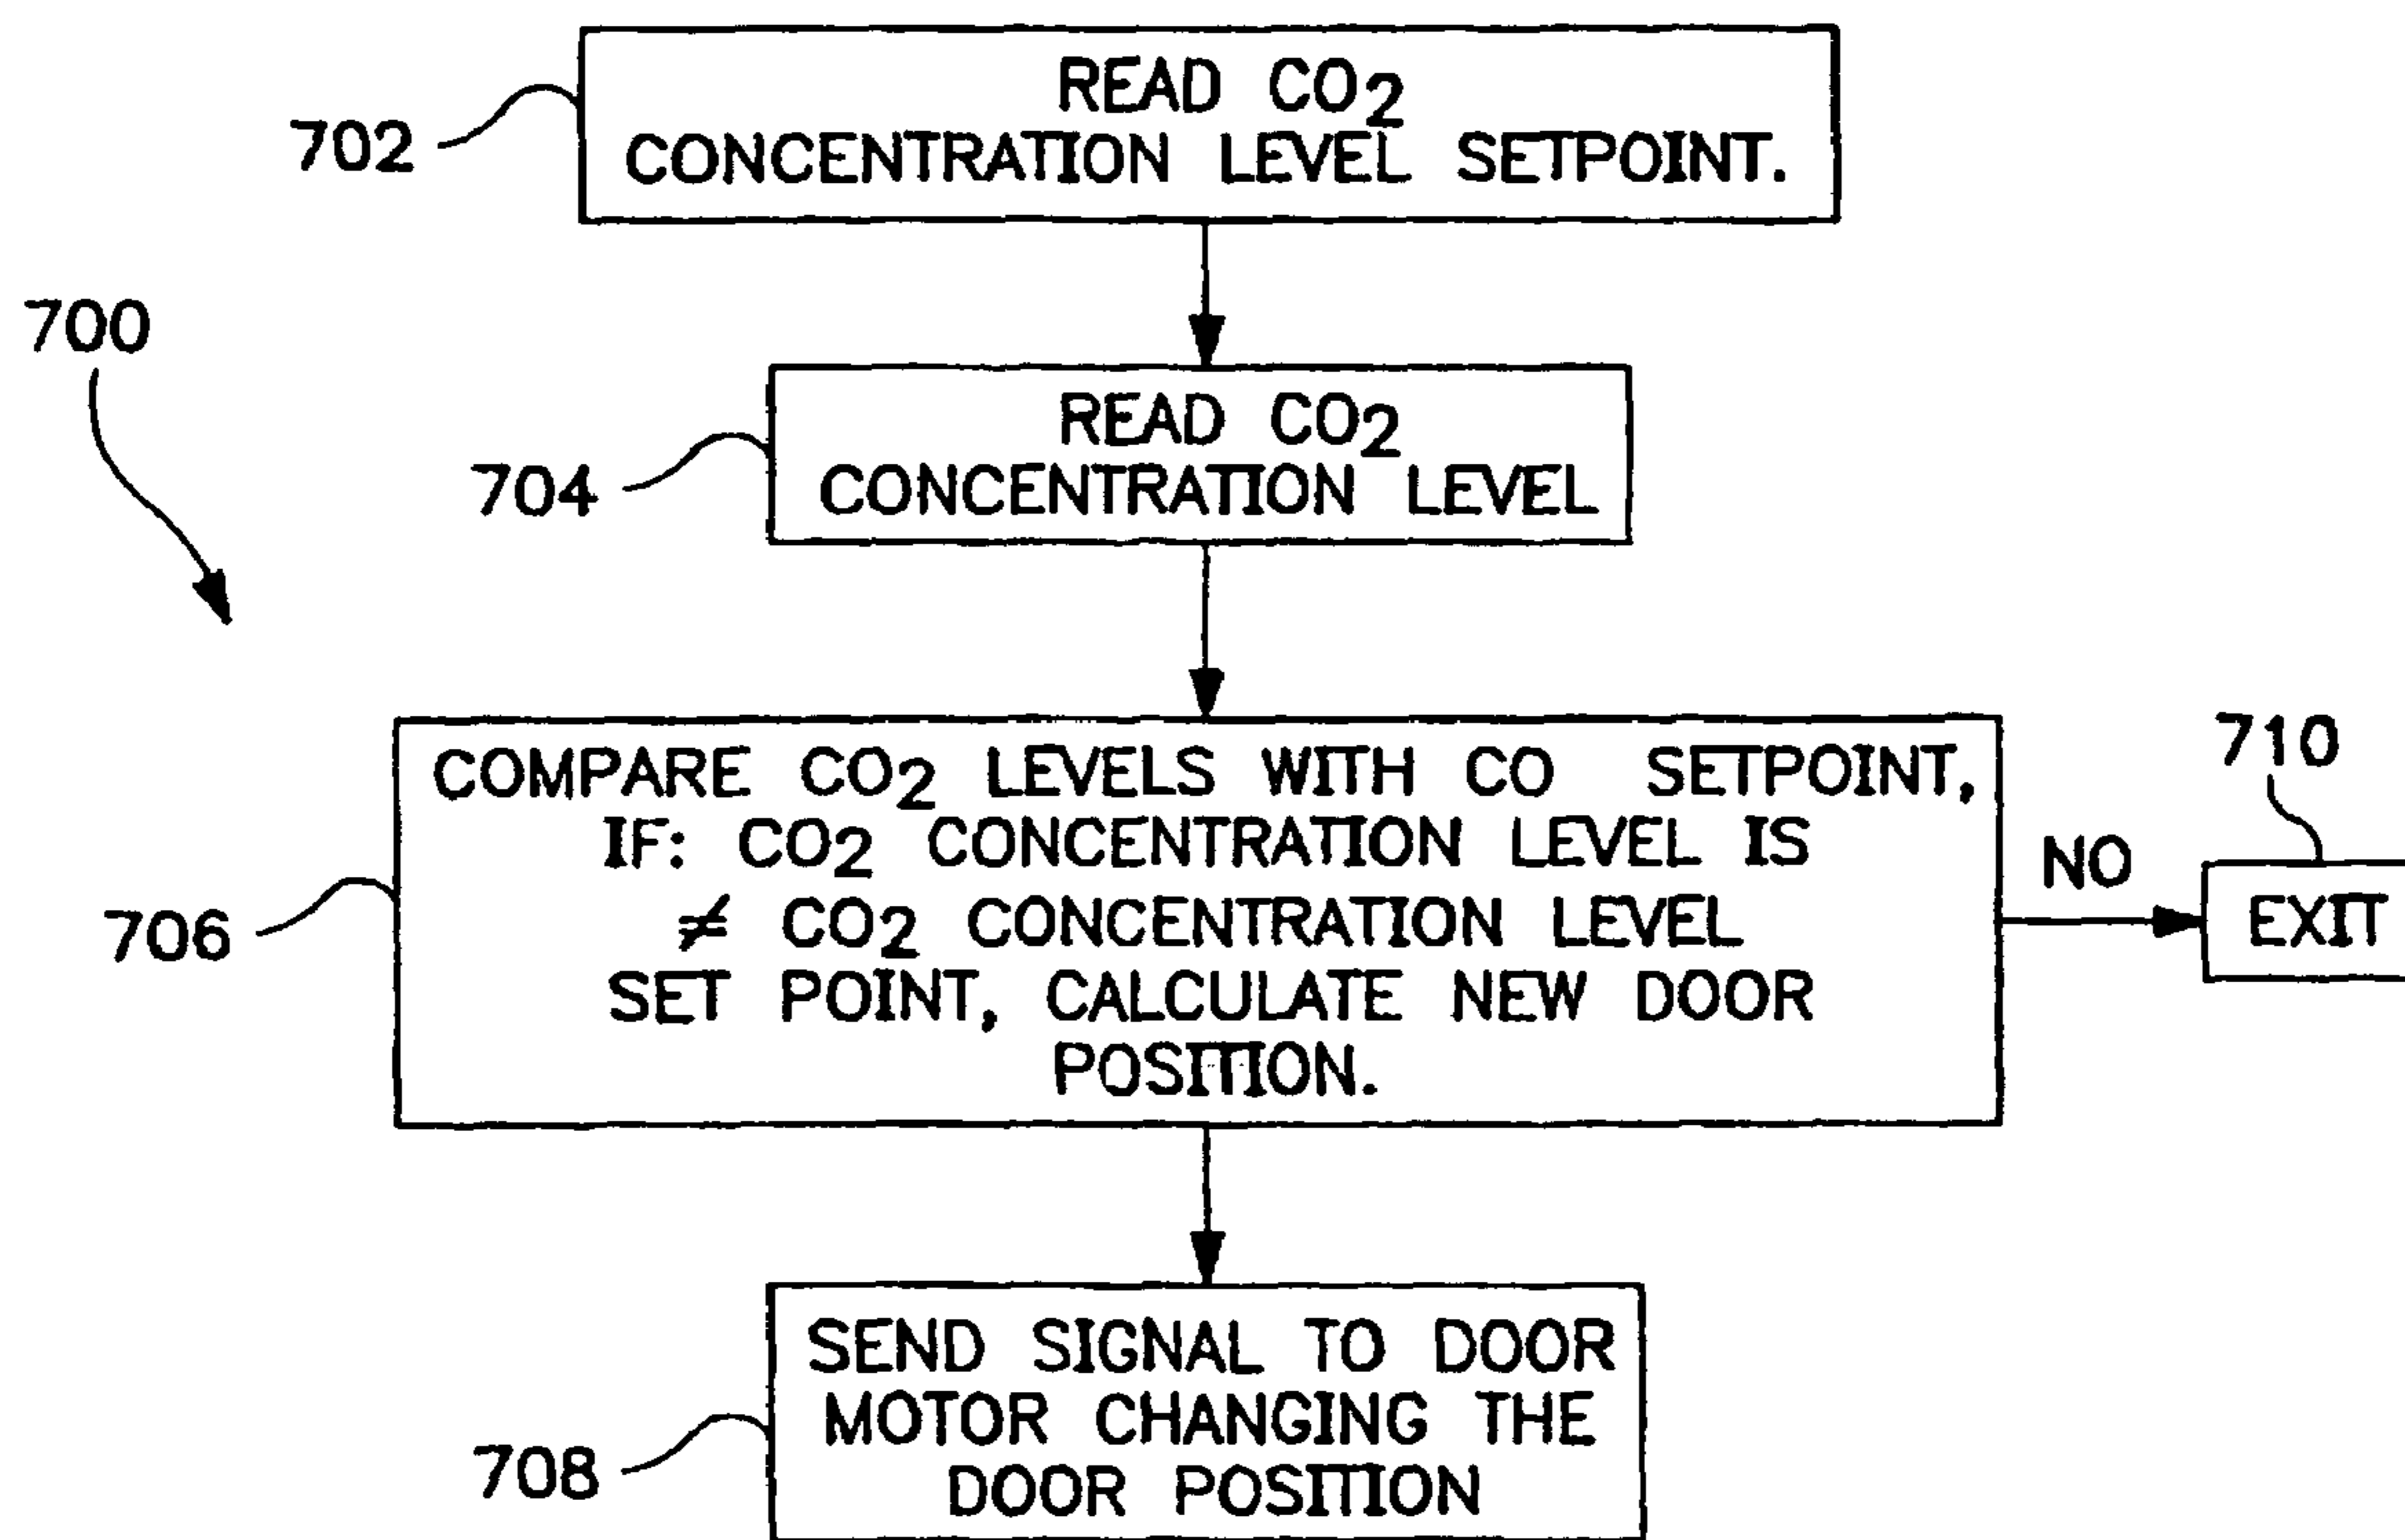 READ CO2
CONCENTRATION LEVEL SETPOINT.
702
700
READ CO2
CONCENTRATION LEVEL
704
COMPARE CO2 LEVELS WITH CO SETPOINT,
IF: CO2 CONCENTRATION LEVEL IS
≠ CO2 CONCENTRATION LEVEL
SET POINT, CALCULATE NEW DOOR
POSITION.
706
NO
710
EXIT
SEND SIGNAL TO DOOR
MOTOR CHANGING THE
DOOR POSITION
708